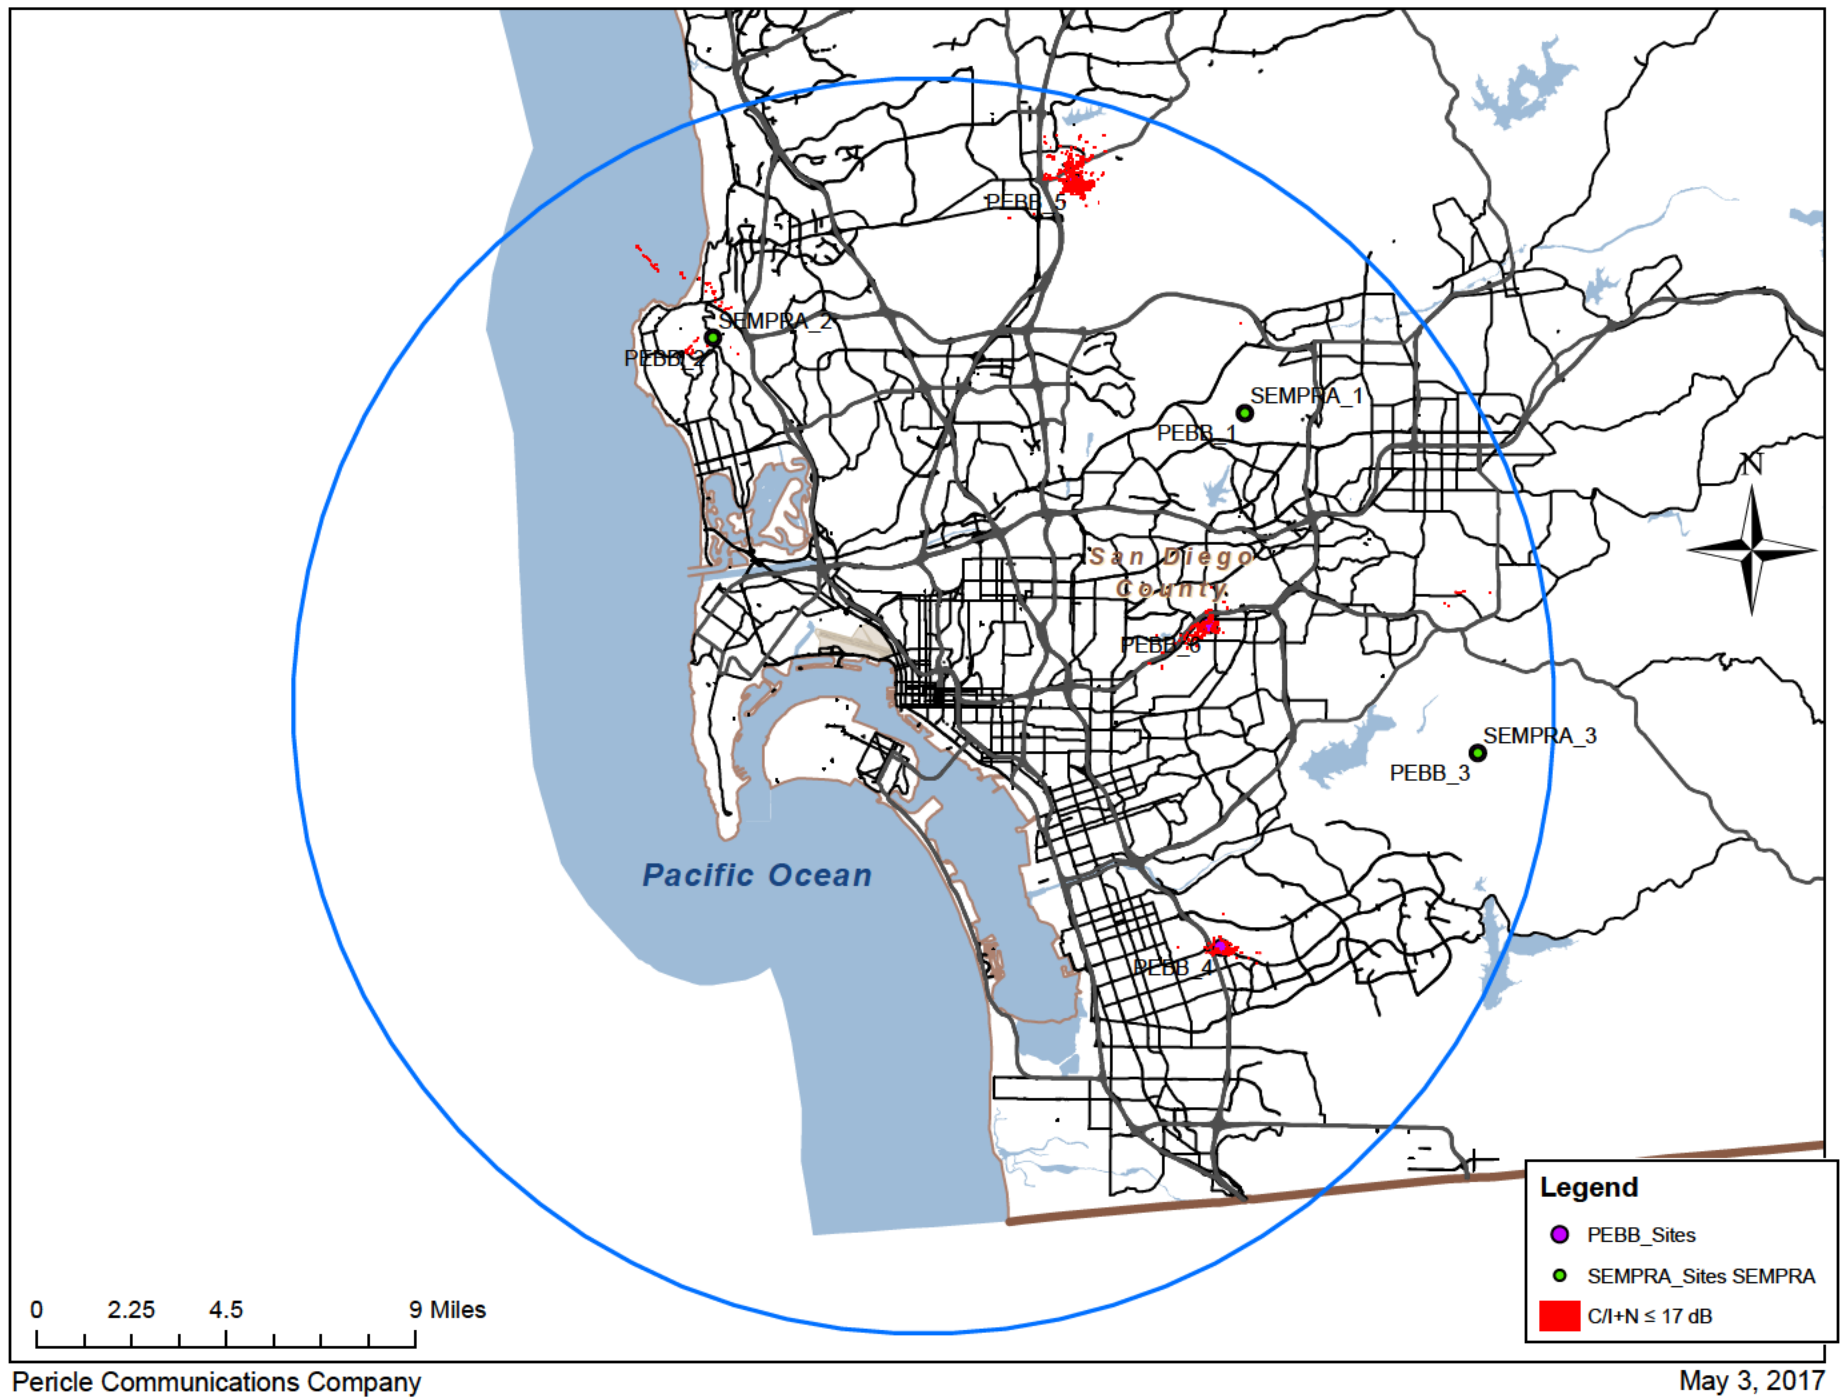 PEBB_5
SEMPRA_2
PEBB_2
SEMPRA_1
PEBB_1
N
San Diego
County
PEBB_6
SEMPRA_3
PEBB_3
Pacific Ocean
PEBB_4
Legend
PEBB_Sites
SEMPRA_Sites SEMPRA
C/I+N ≤ 17 dB
0 2.25 4.5 9 Miles
Pericle Communications Company
May 3, 2017